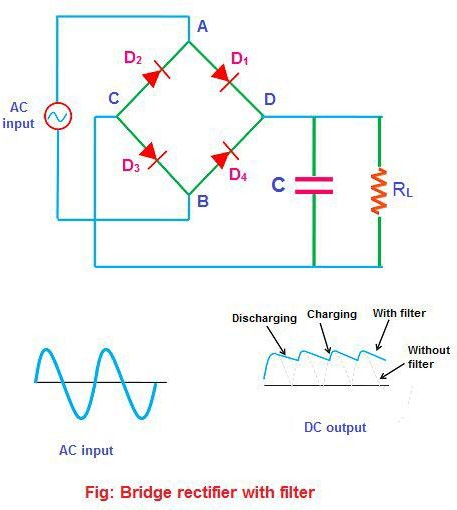 A
D2
D1
C
D
AC
input
D3
D4
B
C
RL
Discharging
Charging
With filter
Without
filter
DC output
AC input
Fig: Bridge rectifier with filter